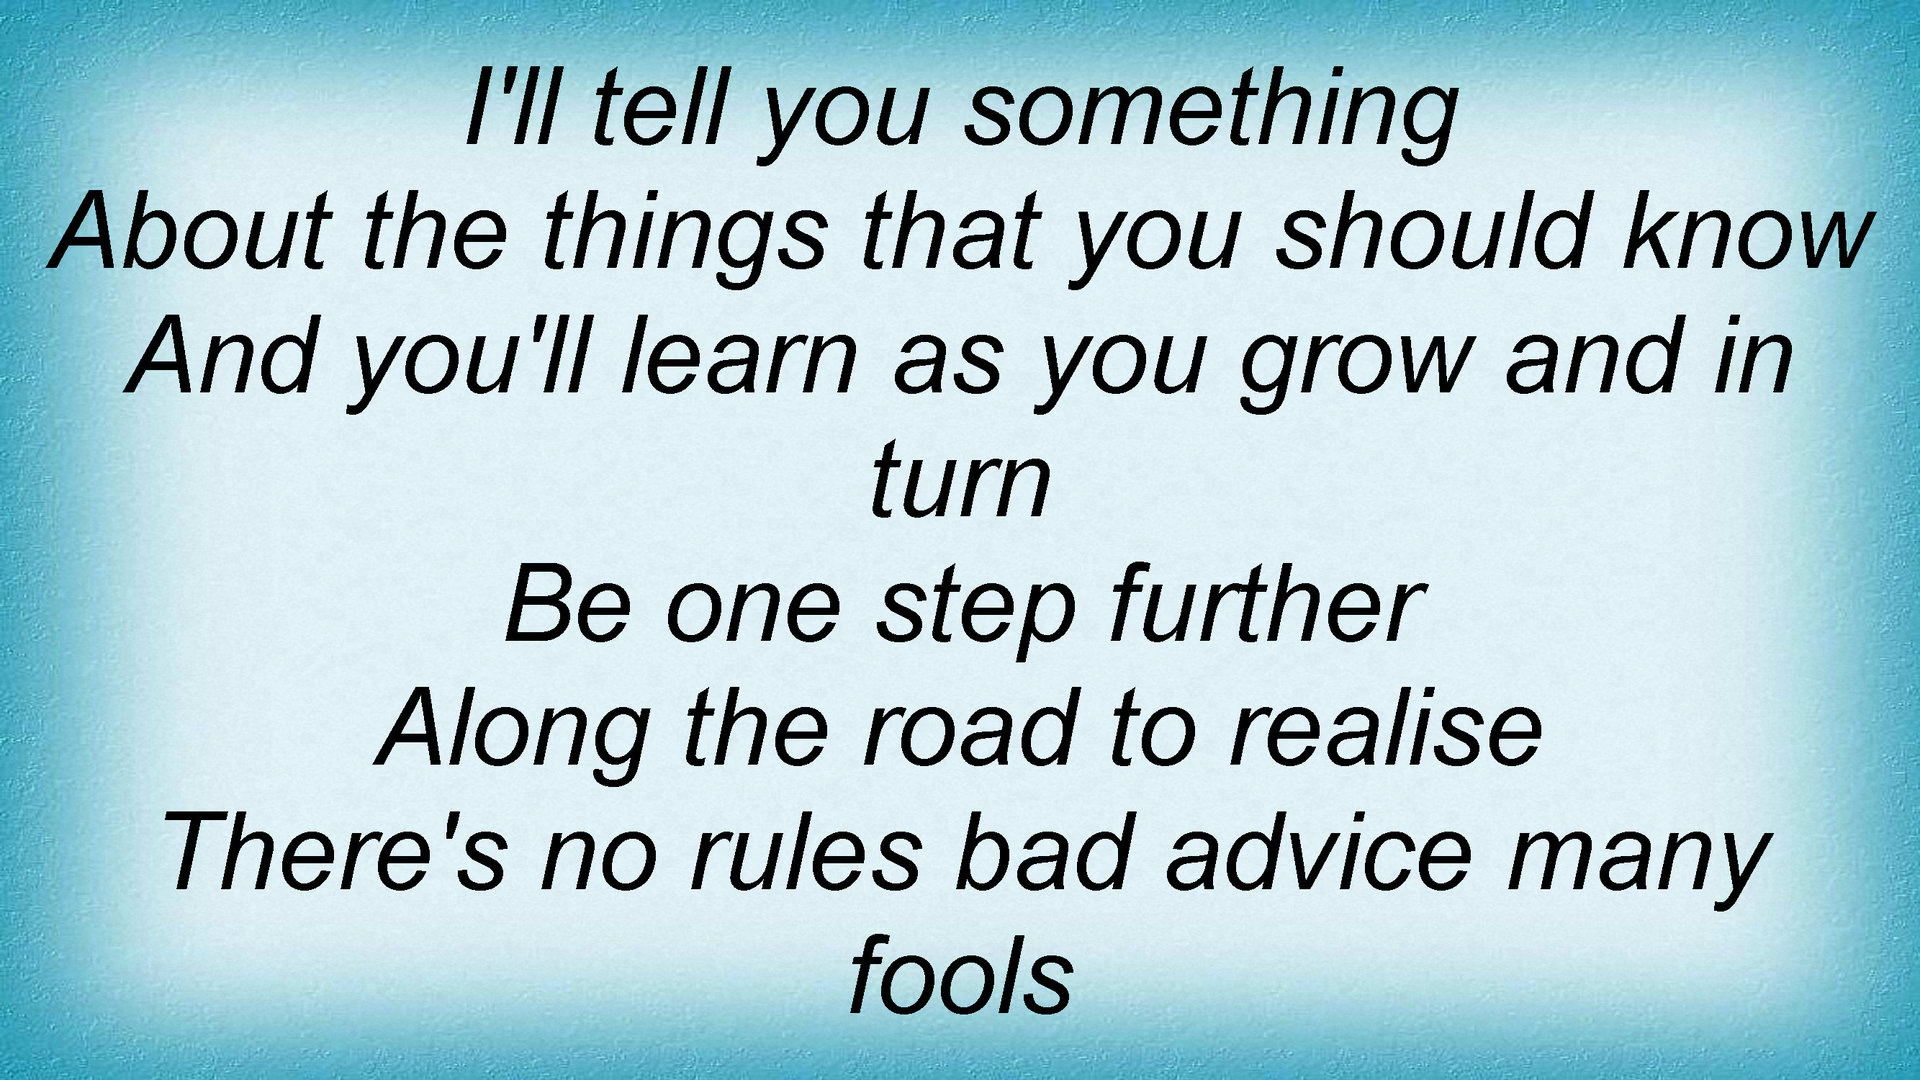 I'll tell you something
About the things that you should know
And you'll learn as you grow and in
turn
Be one step further
Along the road to realise
There's no rules bad advice many
fools